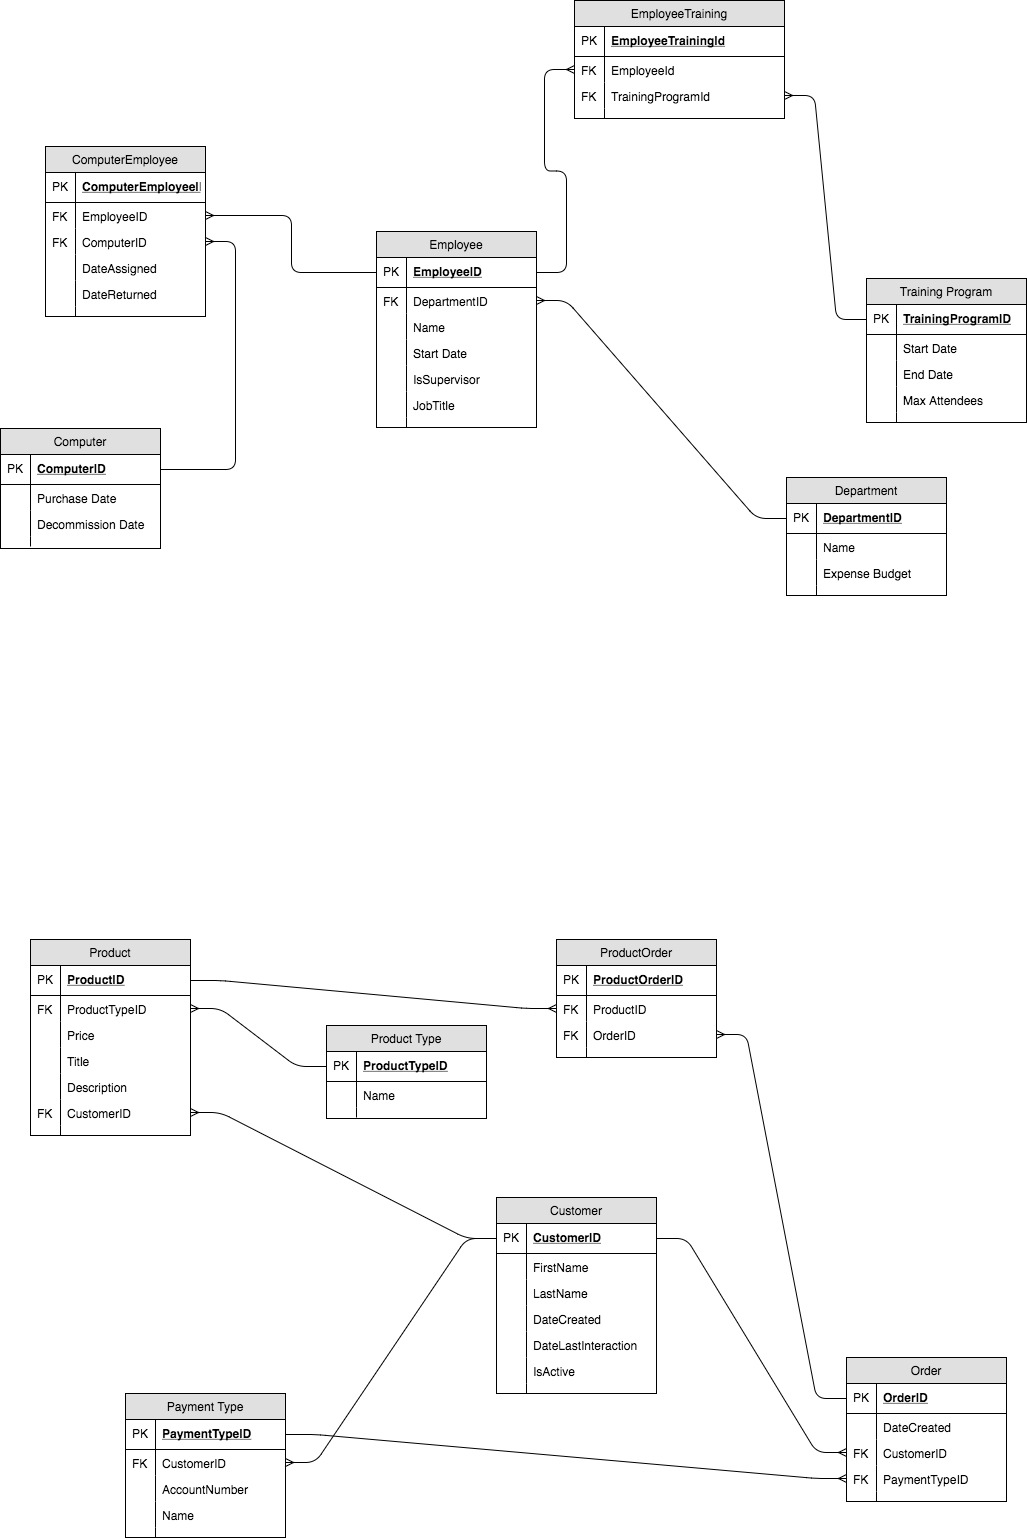 EmployeeTraining
PK EmployeeTrainingId
FK EmployeeId
FK TrainingProgramId
ComputerEmployee
PK ComputerEmployeeI
FK EmployeeID
FK ComputerID
DateAssigned
DateReturned
Employee
PK EmployeeID
FK DepartmentID
Name
Start Date
IsSupervisor
JobTitle
Training Program
PK TrainingProgramID
Start Date
End Date
Max Attendees
Computer
PK ComputerID
Purchase Date
Decommission Date
Department
PK DepartmentID
Name
Expense Budget
Product
PK ProductID
FK ProductTypeID
Price
Title
Description
FK CustomerID
ProductOrder
PK ProductOrderID
FK ProductID
FK OrderID
Product Type
PK ProductTypeID
Name
Customer
PK CustomerID
FirstName
LastName
DateCreated
DateLastInteraction
IsActive
Order
PK OrderID
DateCreated
FK CustomerID
FK PaymentTypeID
Payment Type
PK PaymentTypeID
FK CustomerID
AccountNumber
Name